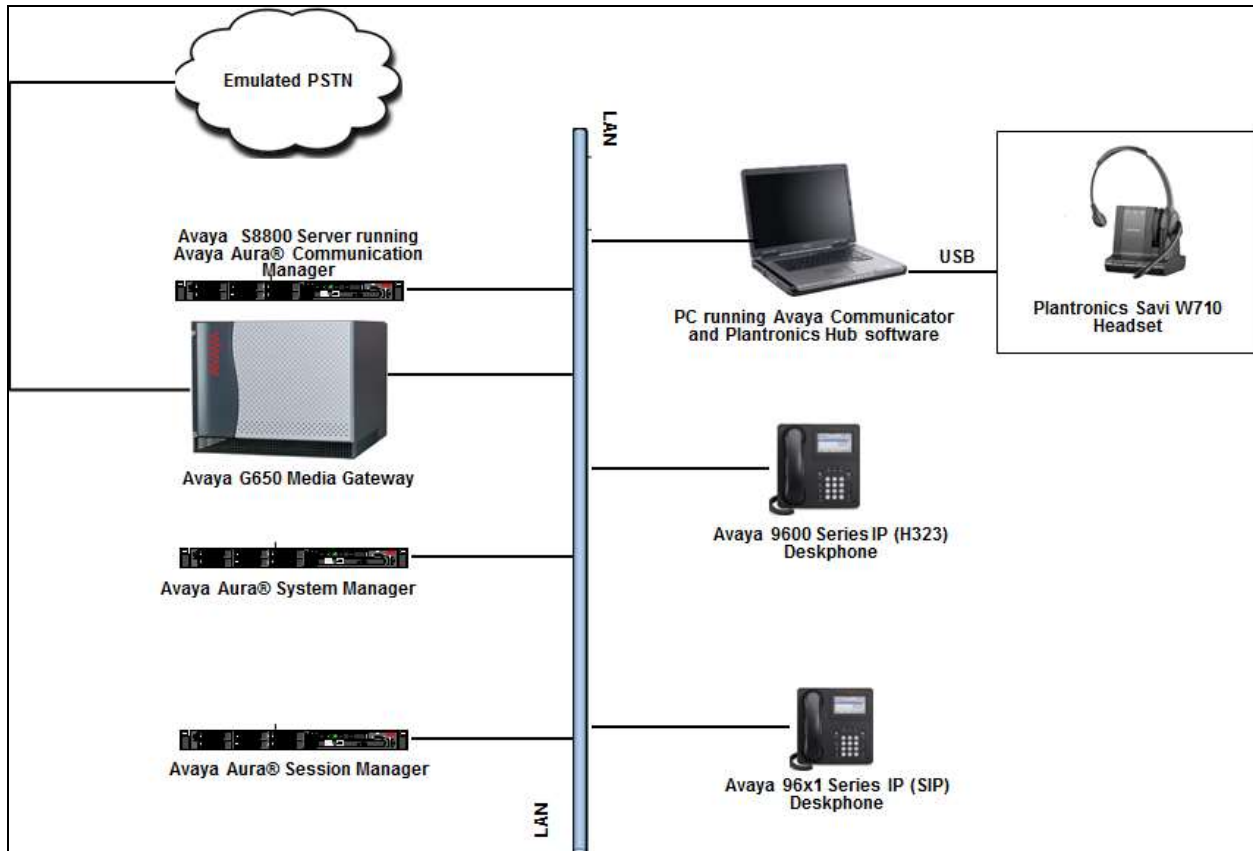 Emulated PSTN
LAN
Avaya S8800 Server running
Avaya Aura® Communication
Manager
AVAYA
Avaya G650 Media Gateway
Avaya Aura® System Manager
Avaya Aura® Session Manager
LAN
PC running Avaya Communicator
and Plantronics Hub software
USB
Plantronics Savi W710
Headset
Avaya 9600 Series IP (H323)
Deskphone
Avaya 96x1 Series IP (SIP)
Deskphone